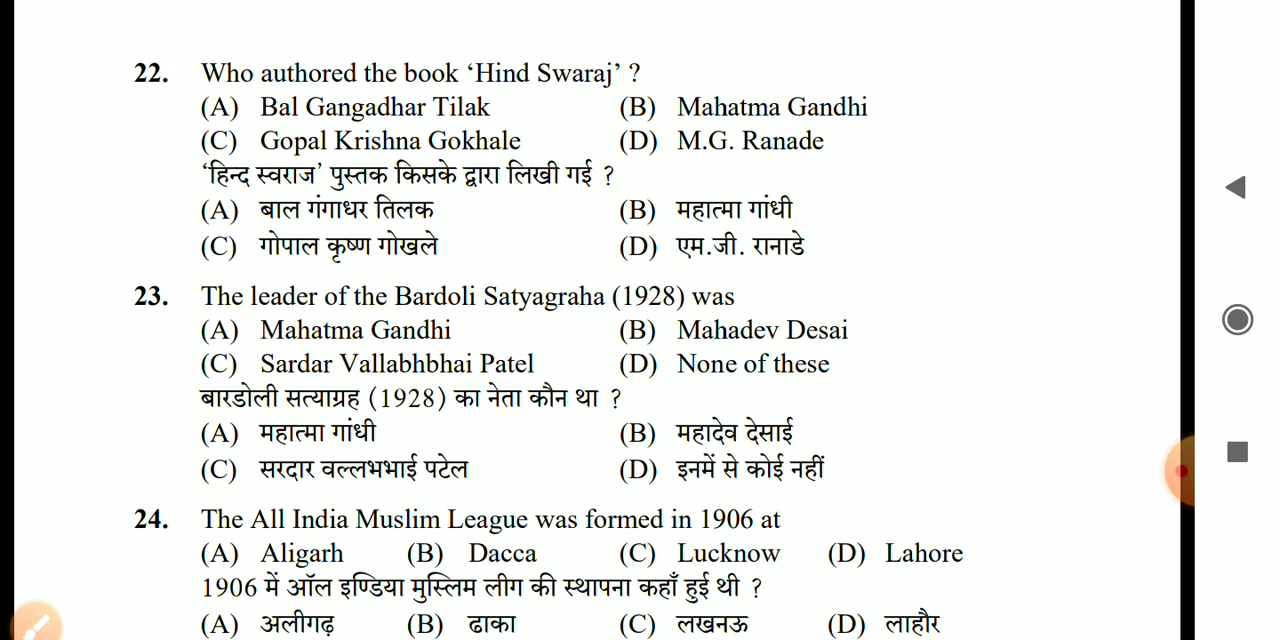 22. Who authored the book ‘Hind Swaraj’ ?
(A) Bal Gangadhar Tilak (B) Mahatma Gandhi
(C) Gopal Krishna Gokhale (D) M.G. Ranade
‘हिन्द स्वराज’ पुस्तक किसके द्वारा लिखी गई ?
(A) बाल गंगाधर तिलक (B) महात्मा गांधी
(C) गोपाल कृष्ण गोखले (D) एम.जी. रानाडे
23. The leader of the Bardoli Satyagraha (1928) was
(A) Mahatma Gandhi (B) Mahadev Desai
(C) Sardar Vallabhbhai Patel (D) None of these
बारडोली सत्याग्रह (1928) का नेता कौन था ?
(A) महात्मा गांधी (B) महादेव देसाई
(C) सरदार वल्लभभाई पटेल (D) इनमें से कोई नहीं
24. The All India Muslim League was formed in 1906 at
(A) Aligarh (B) Dacca (C) Lucknow (D) Lahore
1906 में ऑल इण्डिया मुस्लिम लीग की स्थापना कहाँ हुई थी ?
(A) अलीगढ़ (B) ढाका (C) लखनऊ (D) लाहौर